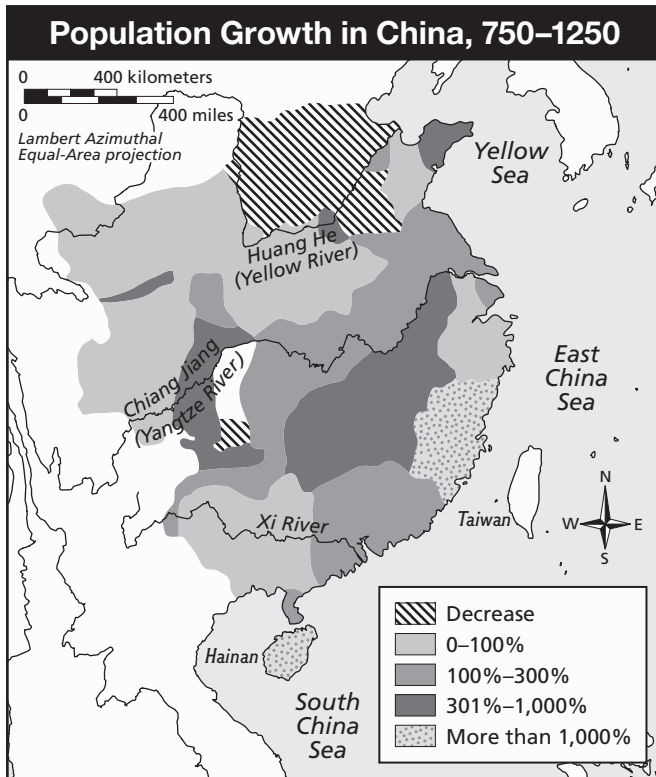 Population Growth in China, 750–1250
0 400 kilometers
0 400 miles
Lambert Azimuthal
Equal-Area projection
Yellow
Sea
Huang He
(Yellow River)
Chiang Jiang
(Yangtze River)
East
China
Sea
Xi River
Taiwan
N
W E
S
Hainan
South
China
Sea
Decrease
0–100%
100%–300%
301%–1,000%
More than 1,000%